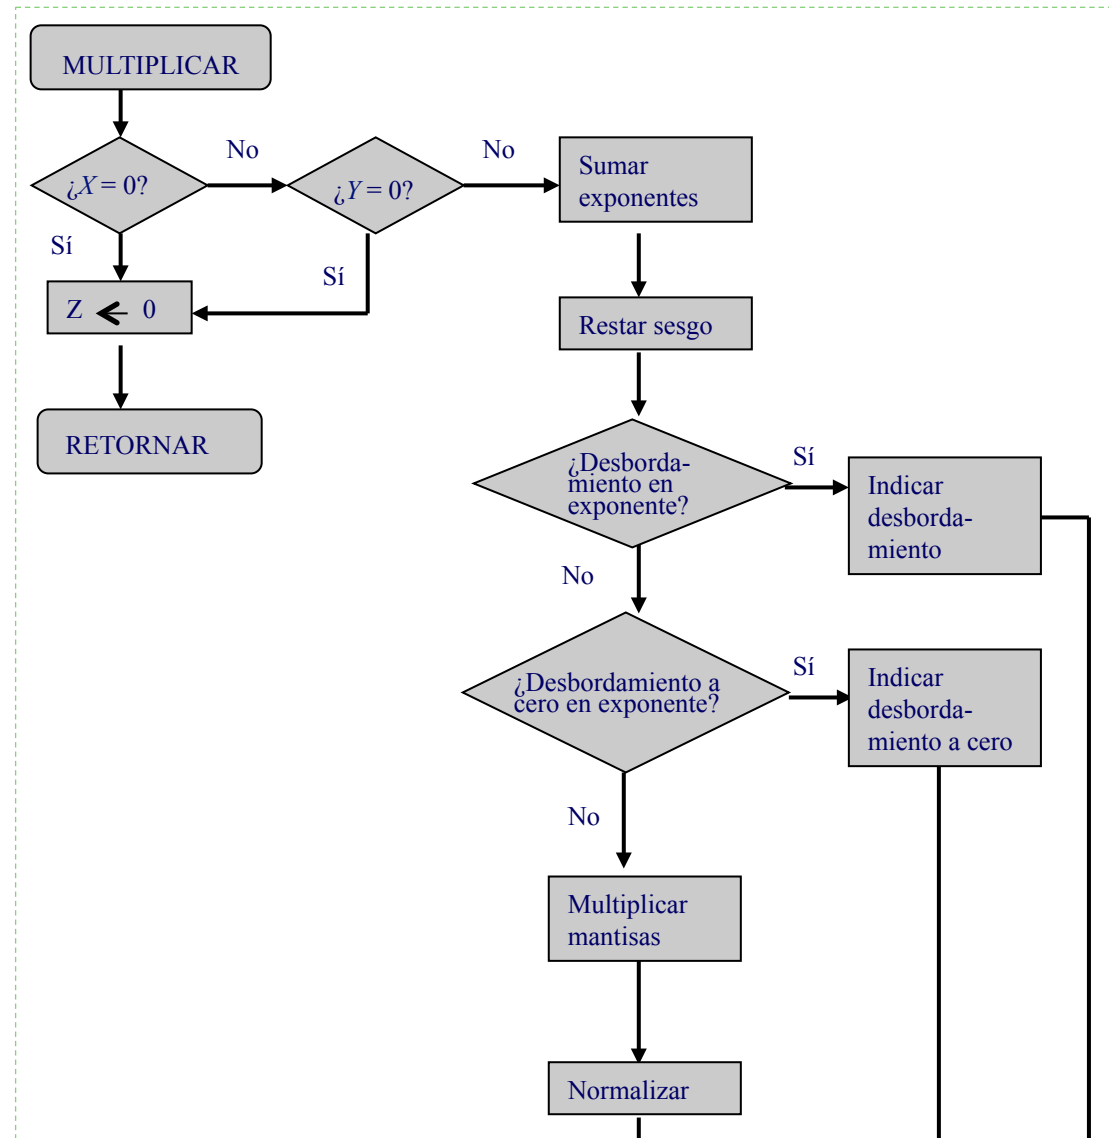 MULTIPLICAR
No
No
¿X = 0?
¿Y = 0?
Sumar
exponentes
Sí
Sí
Z ← 0
Restar sesgo
RETORNAR
¿Desborda-
miento en
exponente?
Sí
Indicar
desborda-
miento
No
¿Desbordamiento a
cero en exponente?
Sí
Indicar
desborda-
miento a cero
No
Multiplicar
mantisas
Normalizar